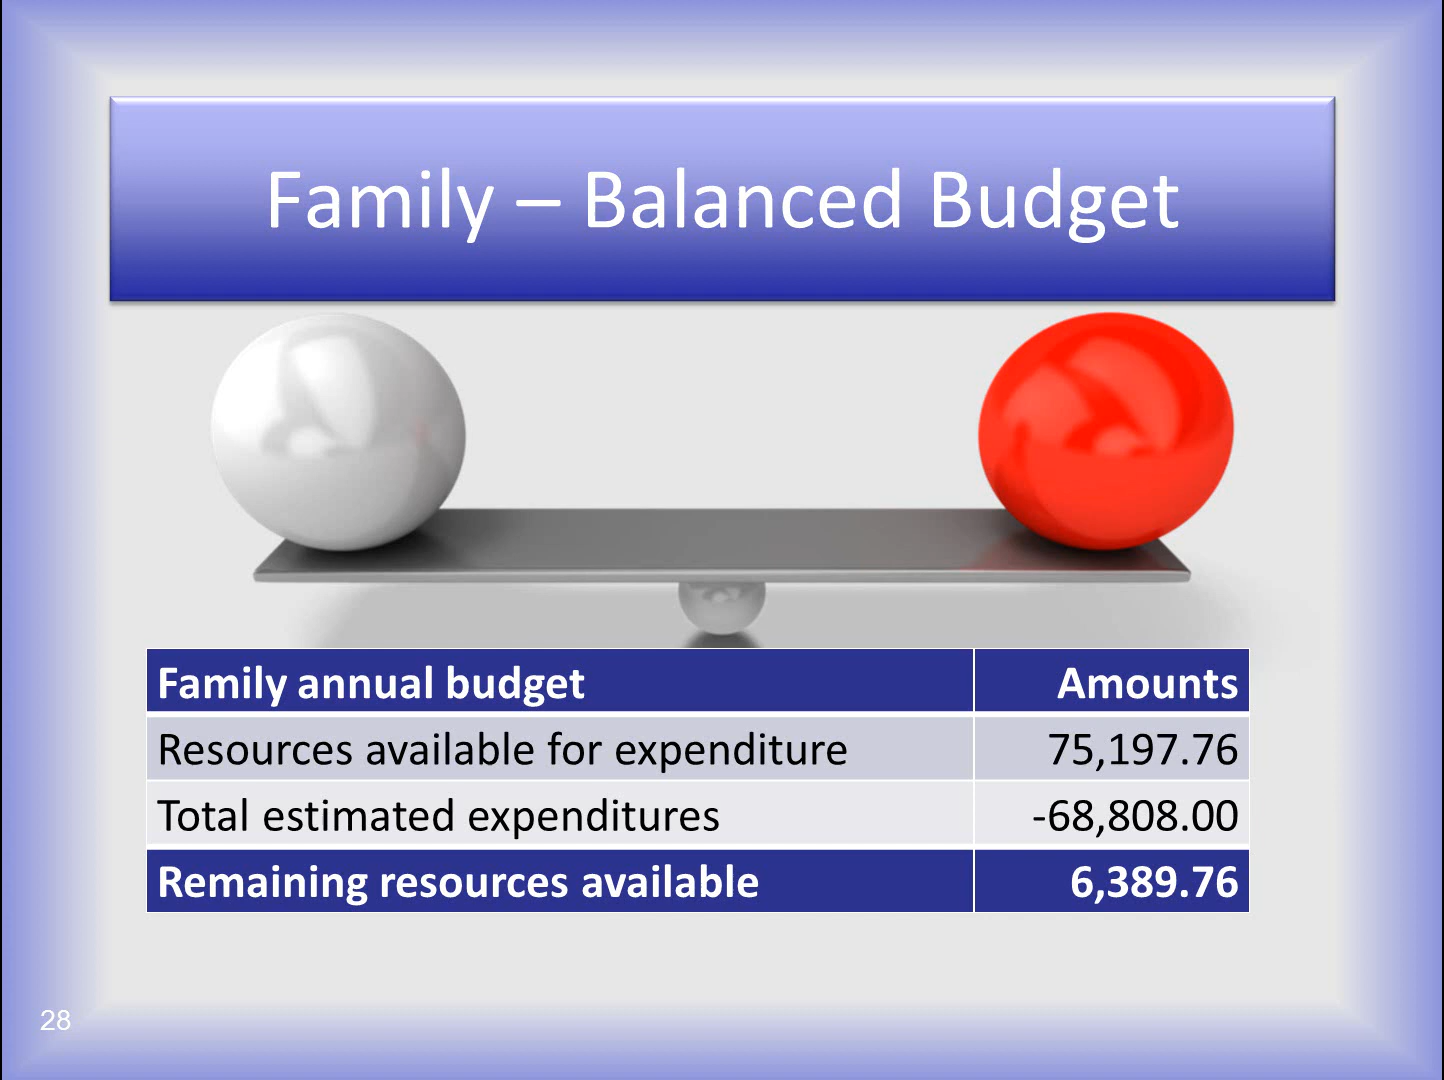 Family – Balanced Budget
Family annual budget Amounts
Resources available for expenditure 75,197.76
Total estimated expenditures -68,808.00
Remaining resources available 6,389.76
28